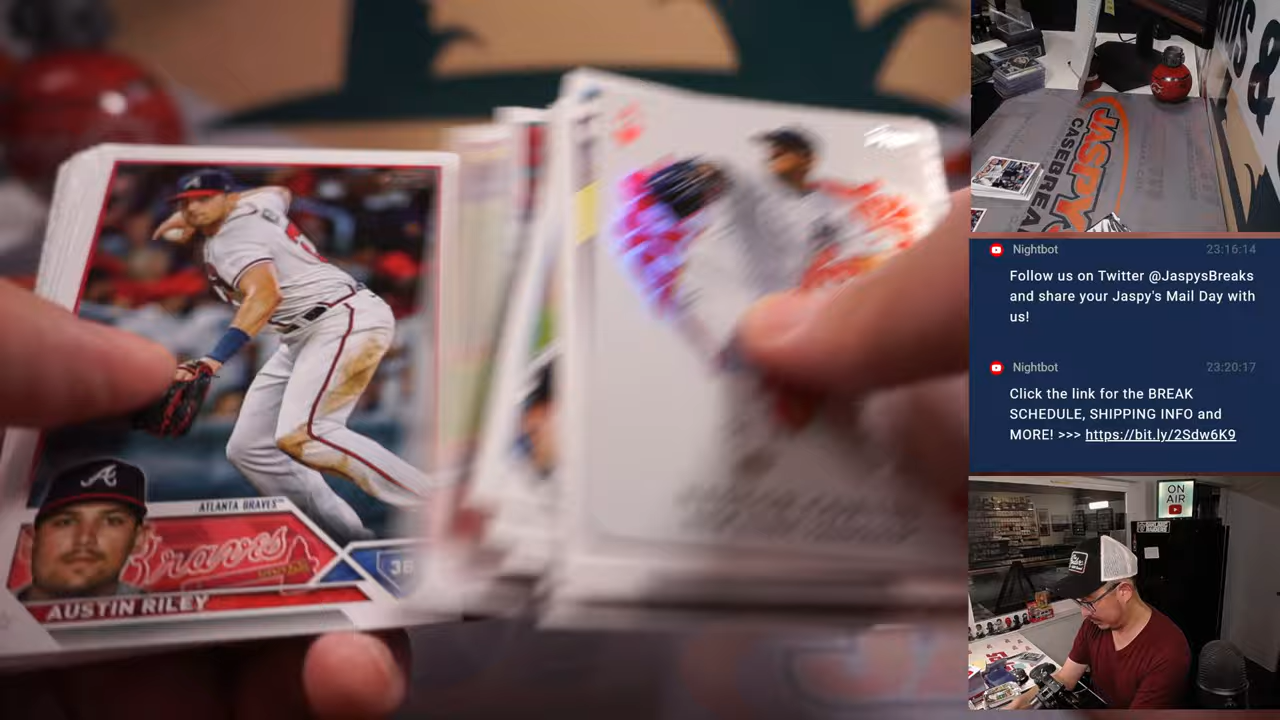 ATLANTA BRAVES™
Braves
AUSTIN RILEY
3B
JASPYS
CASEBREAKS
Nightbot 23:16:14
Follow us on Twitter @JaspysBreaks
and share your Jaspy's Mail Day with
us!
Nightbot 23:20:17
Click the link for the BREAK
SCHEDULE, SHIPPING INFO and
MORE! >>> https://bit.ly/2Sdw6K9
ON
AIR